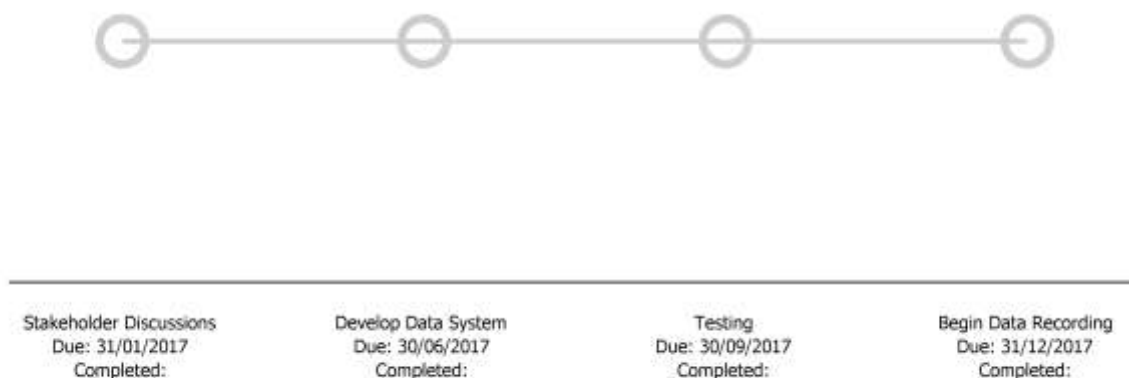 Stakeholder Discussions
Due: 31/01/2017
Completed:
Develop Data System
Due: 30/06/2017
Completed:
Testing
Due: 30/09/2017
Completed:
Begin Data Recording
Due: 31/12/2017
Completed: